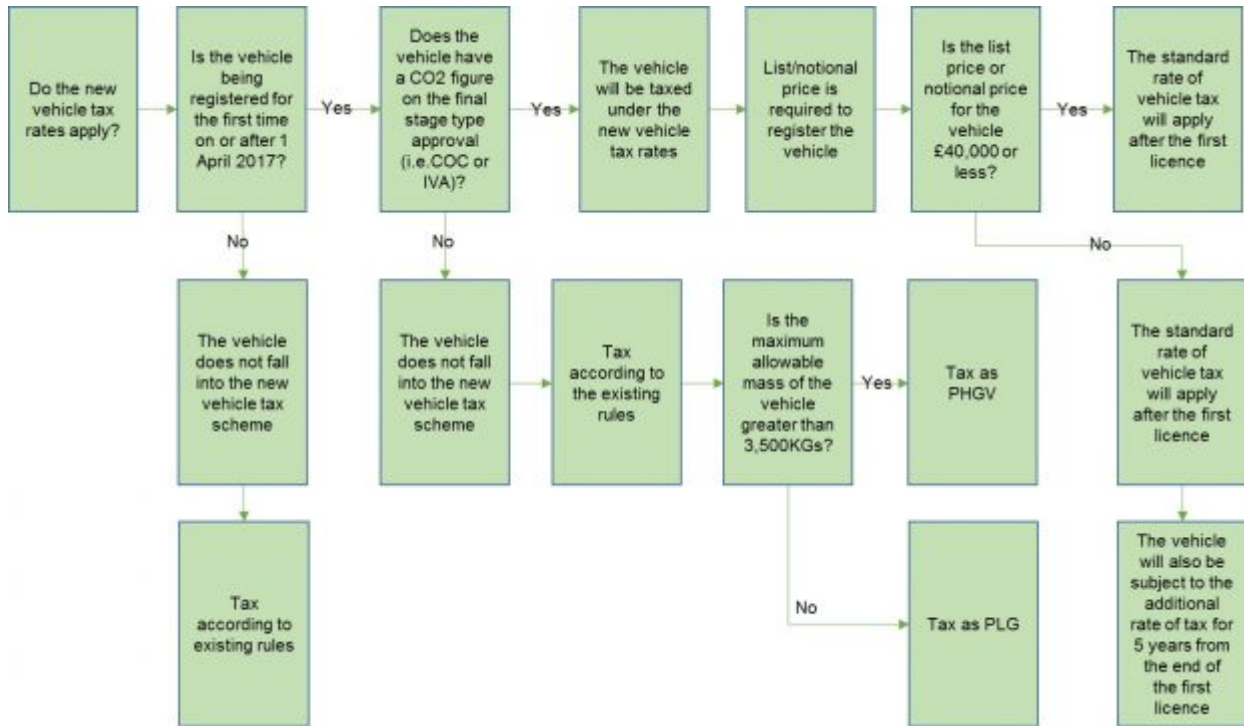 Do the new
vehicle tax
rates apply?
Is the vehicle
being
registered for
the first time
on or after 1
April 2017?
Yes
Does the
vehicle have
a CO2 figure
on the final
stage type
approval
(i.e.COC or
IVA)?
Yes
The vehicle
will be taxed
under the
new vehicle
tax rates
List/notional
price is
required to
register the
vehicle
Is the list
price or
notional price
for the
vehicle
£40,000 or
less?
Yes
The standard
rate of
vehicle tax
will apply
after the first
licence
No
No
No
The vehicle
does not fall
into the new
vehicle tax
scheme
The vehicle
does not fall
into the new
vehicle tax
scheme
Tax
according to
the existing
rules
Is the
maximum
allowable
mass of the
vehicle
greater than
3,500KGs?
Yes
Tax as
PHGV
The standard
rate of
vehicle tax
will apply
after the first
licence
Tax
according to
existing rules
No
Tax as PLG
The vehicle
will also be
subject to the
additional
rate of tax for
5 years from
the end of
the first
licence